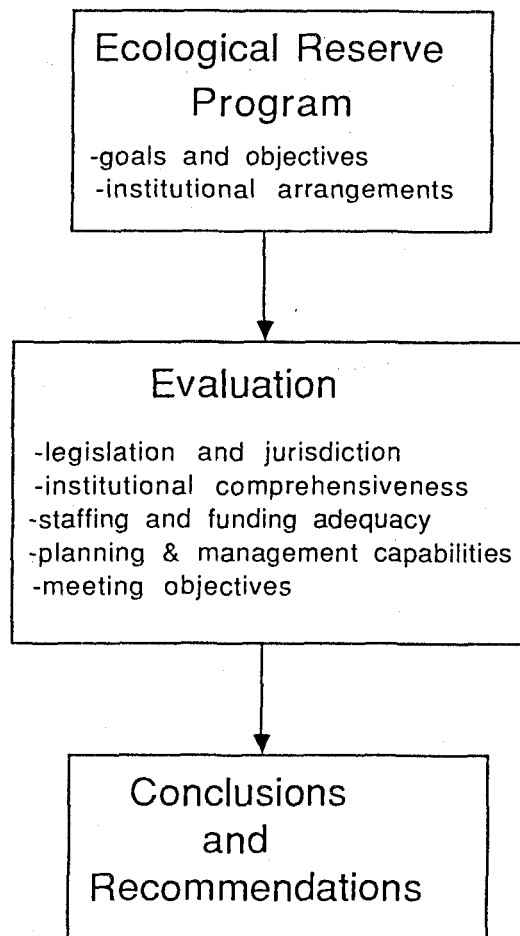 Ecological Reserve
Program
-goals and objectives
-institutional arrangements
Evaluation
-legislation and jurisdiction
-institutional comprehensiveness
-staffing and funding adequacy
-planning & management capabilities
-meeting objectives
Conclusions
and
Recommendations